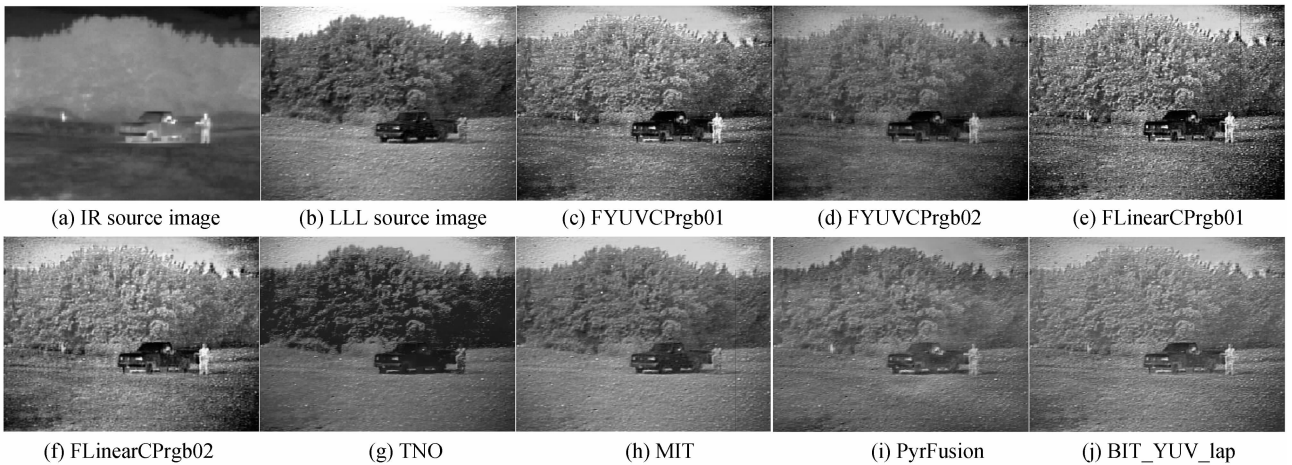 (a) IR source image
(b) LLL source image
(c) FYUVCPrgb01
(d) FYUVCPrgb02
(e) FLinearCPrgb01
(f) FLinearCPrgb02
(g) TNO
(h) MIT
(i) PyrFusion
(j) BIT_YUV_lap